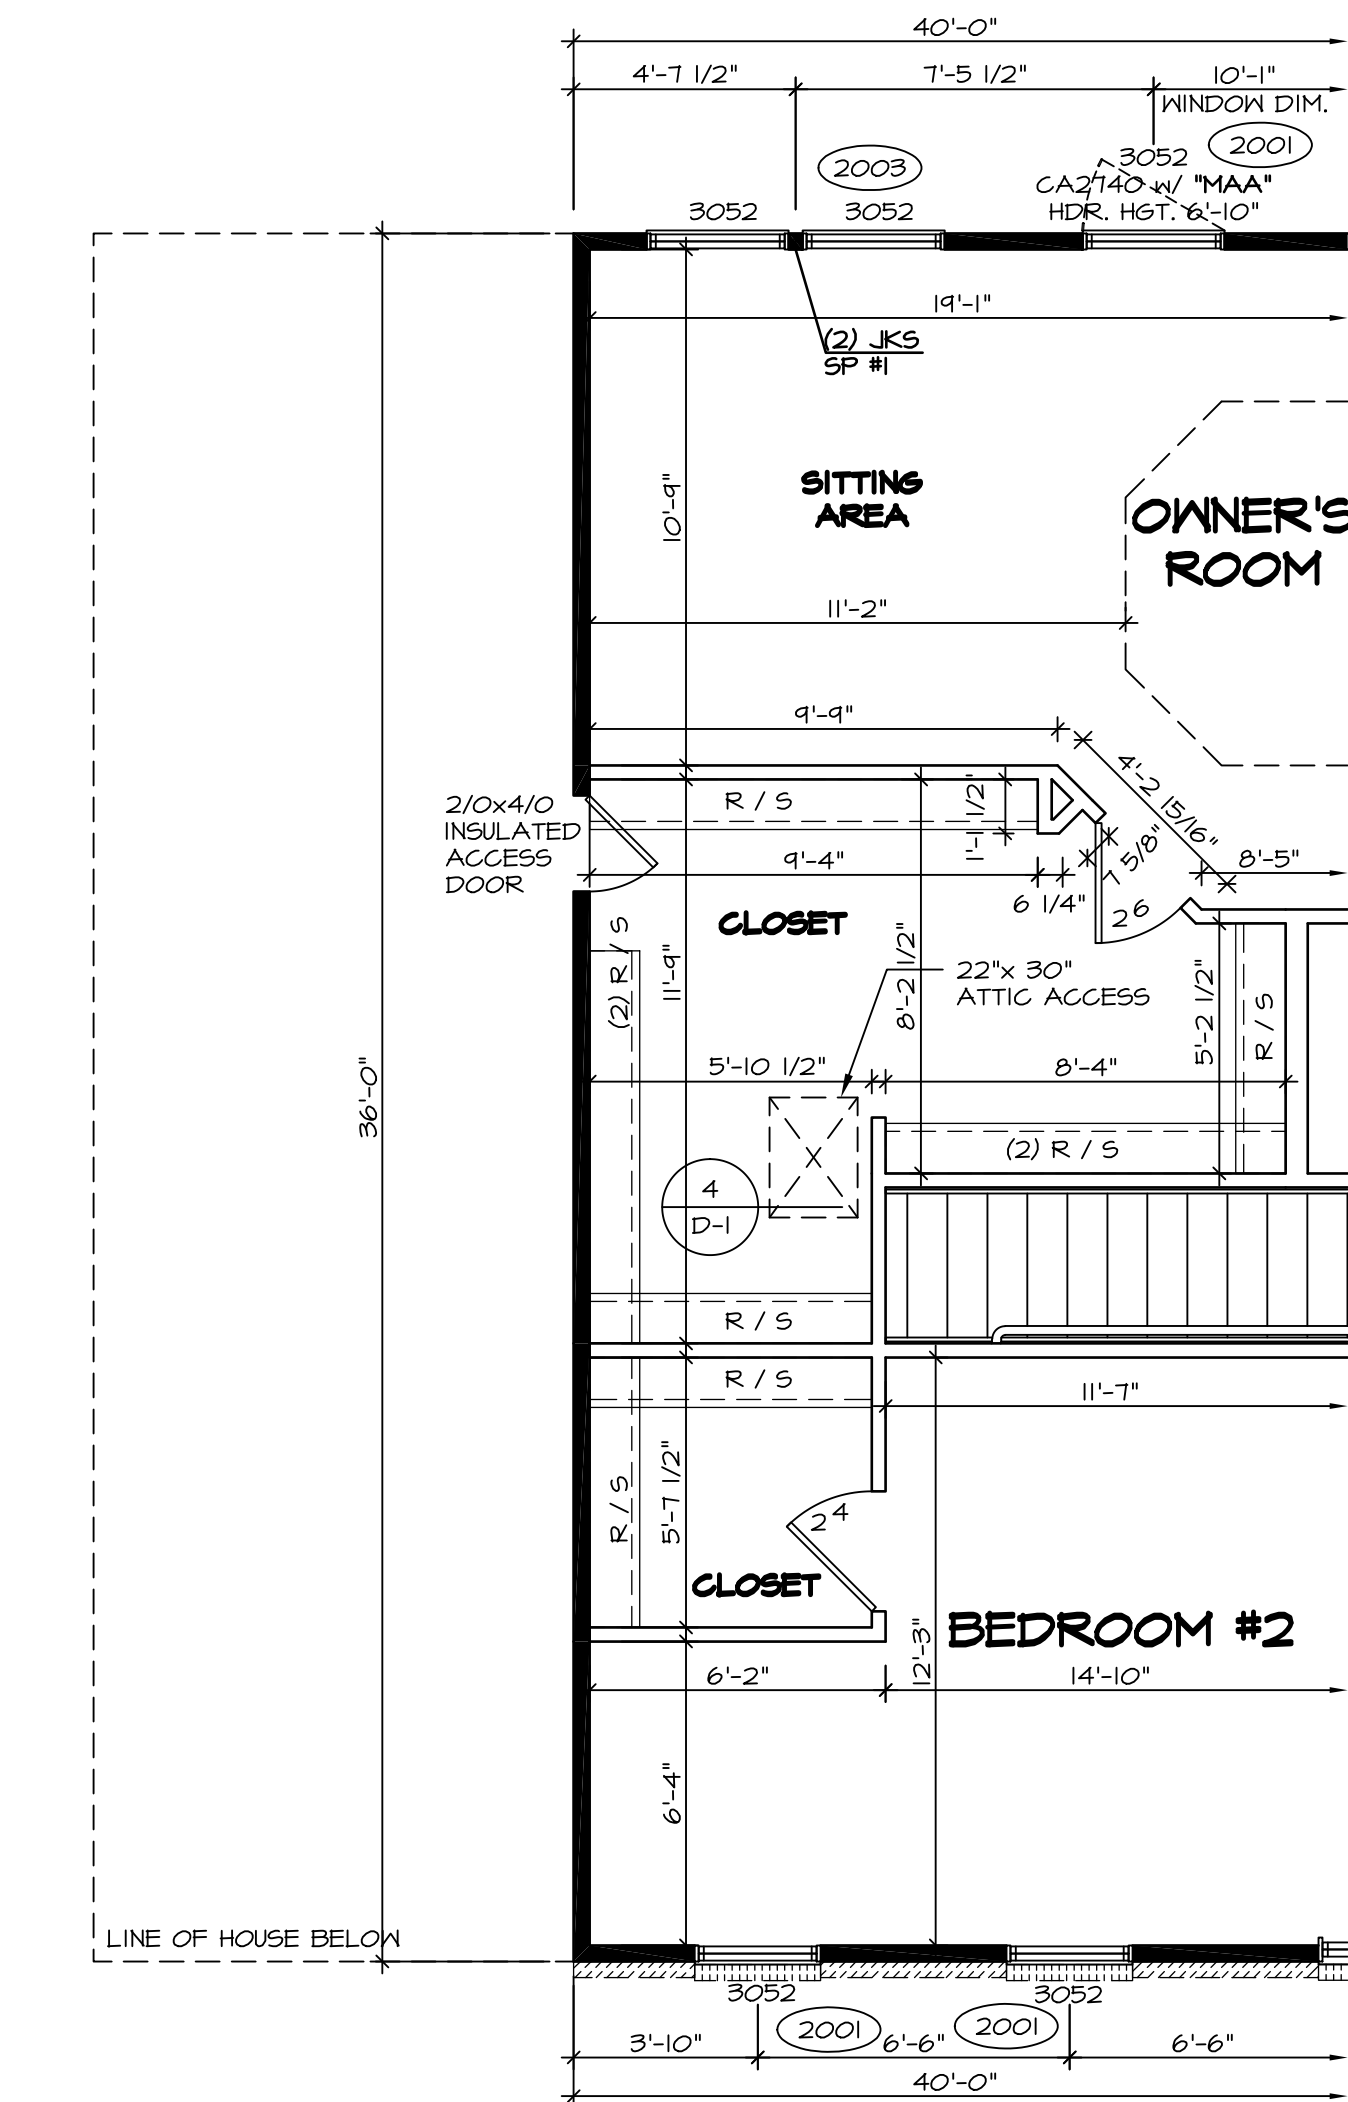 40'-0"
4'-7 1/2"
7'-5 1/2"
10'-1"
WINDOW DIM.
2003
3052
2001
CA2740 w/ "MAA"
HDR. HGT. 6'-10"
3052
3052
19'-1"
(2) JKS
SP #1
SITTING
AREA
10'-9"
OWNER'S
ROOM
11'-2"
9'-9"
4'-2 15/16"
2/0x4/0
INSULATED
ACCESS
DOOR
R / S
1'-1 1/2"
9'-4"
7 5/8"
8'-5"
6 1/4"
2 6
CLOSET
(2) R / S
11'-9"
8'-2 1/2"
22"x 30"
ATTIC ACCESS
5'-2 1/2"
R / S
36'-0"
5'-10 1/2"
8'-4"
(2) R / S
4
D-1
R / S
R / S
11'-7"
R / S
5'-7 1/2"
2 4
CLOSET
BEDROOM #2
12'-3"
6'-2"
14'-10"
6'-4"
LINE OF HOUSE BELOW
3052
3052
2001
2001
3'-10"
6'-6"
6'-6"
40'-0"